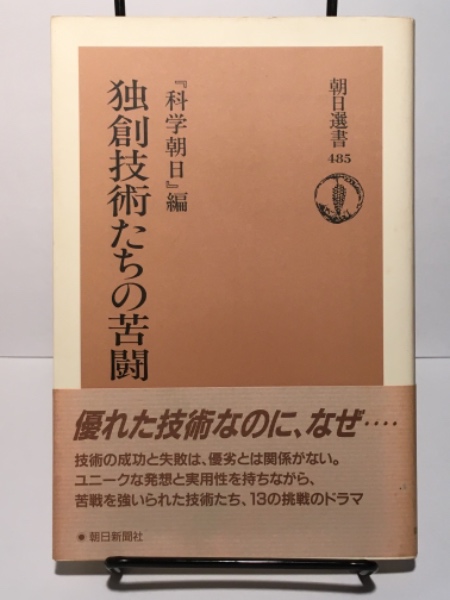 朝日選書
485
『科学朝日』編
独創技術たちの苦闘
優れた技術なのに、なぜ‥‥
技術の成功と失敗は、優劣とは関係がない。
ユニークな発想と実用性を持ちながら、
苦戦を強いられた技術たち、13の挑戦のドラマ
朝日新聞社